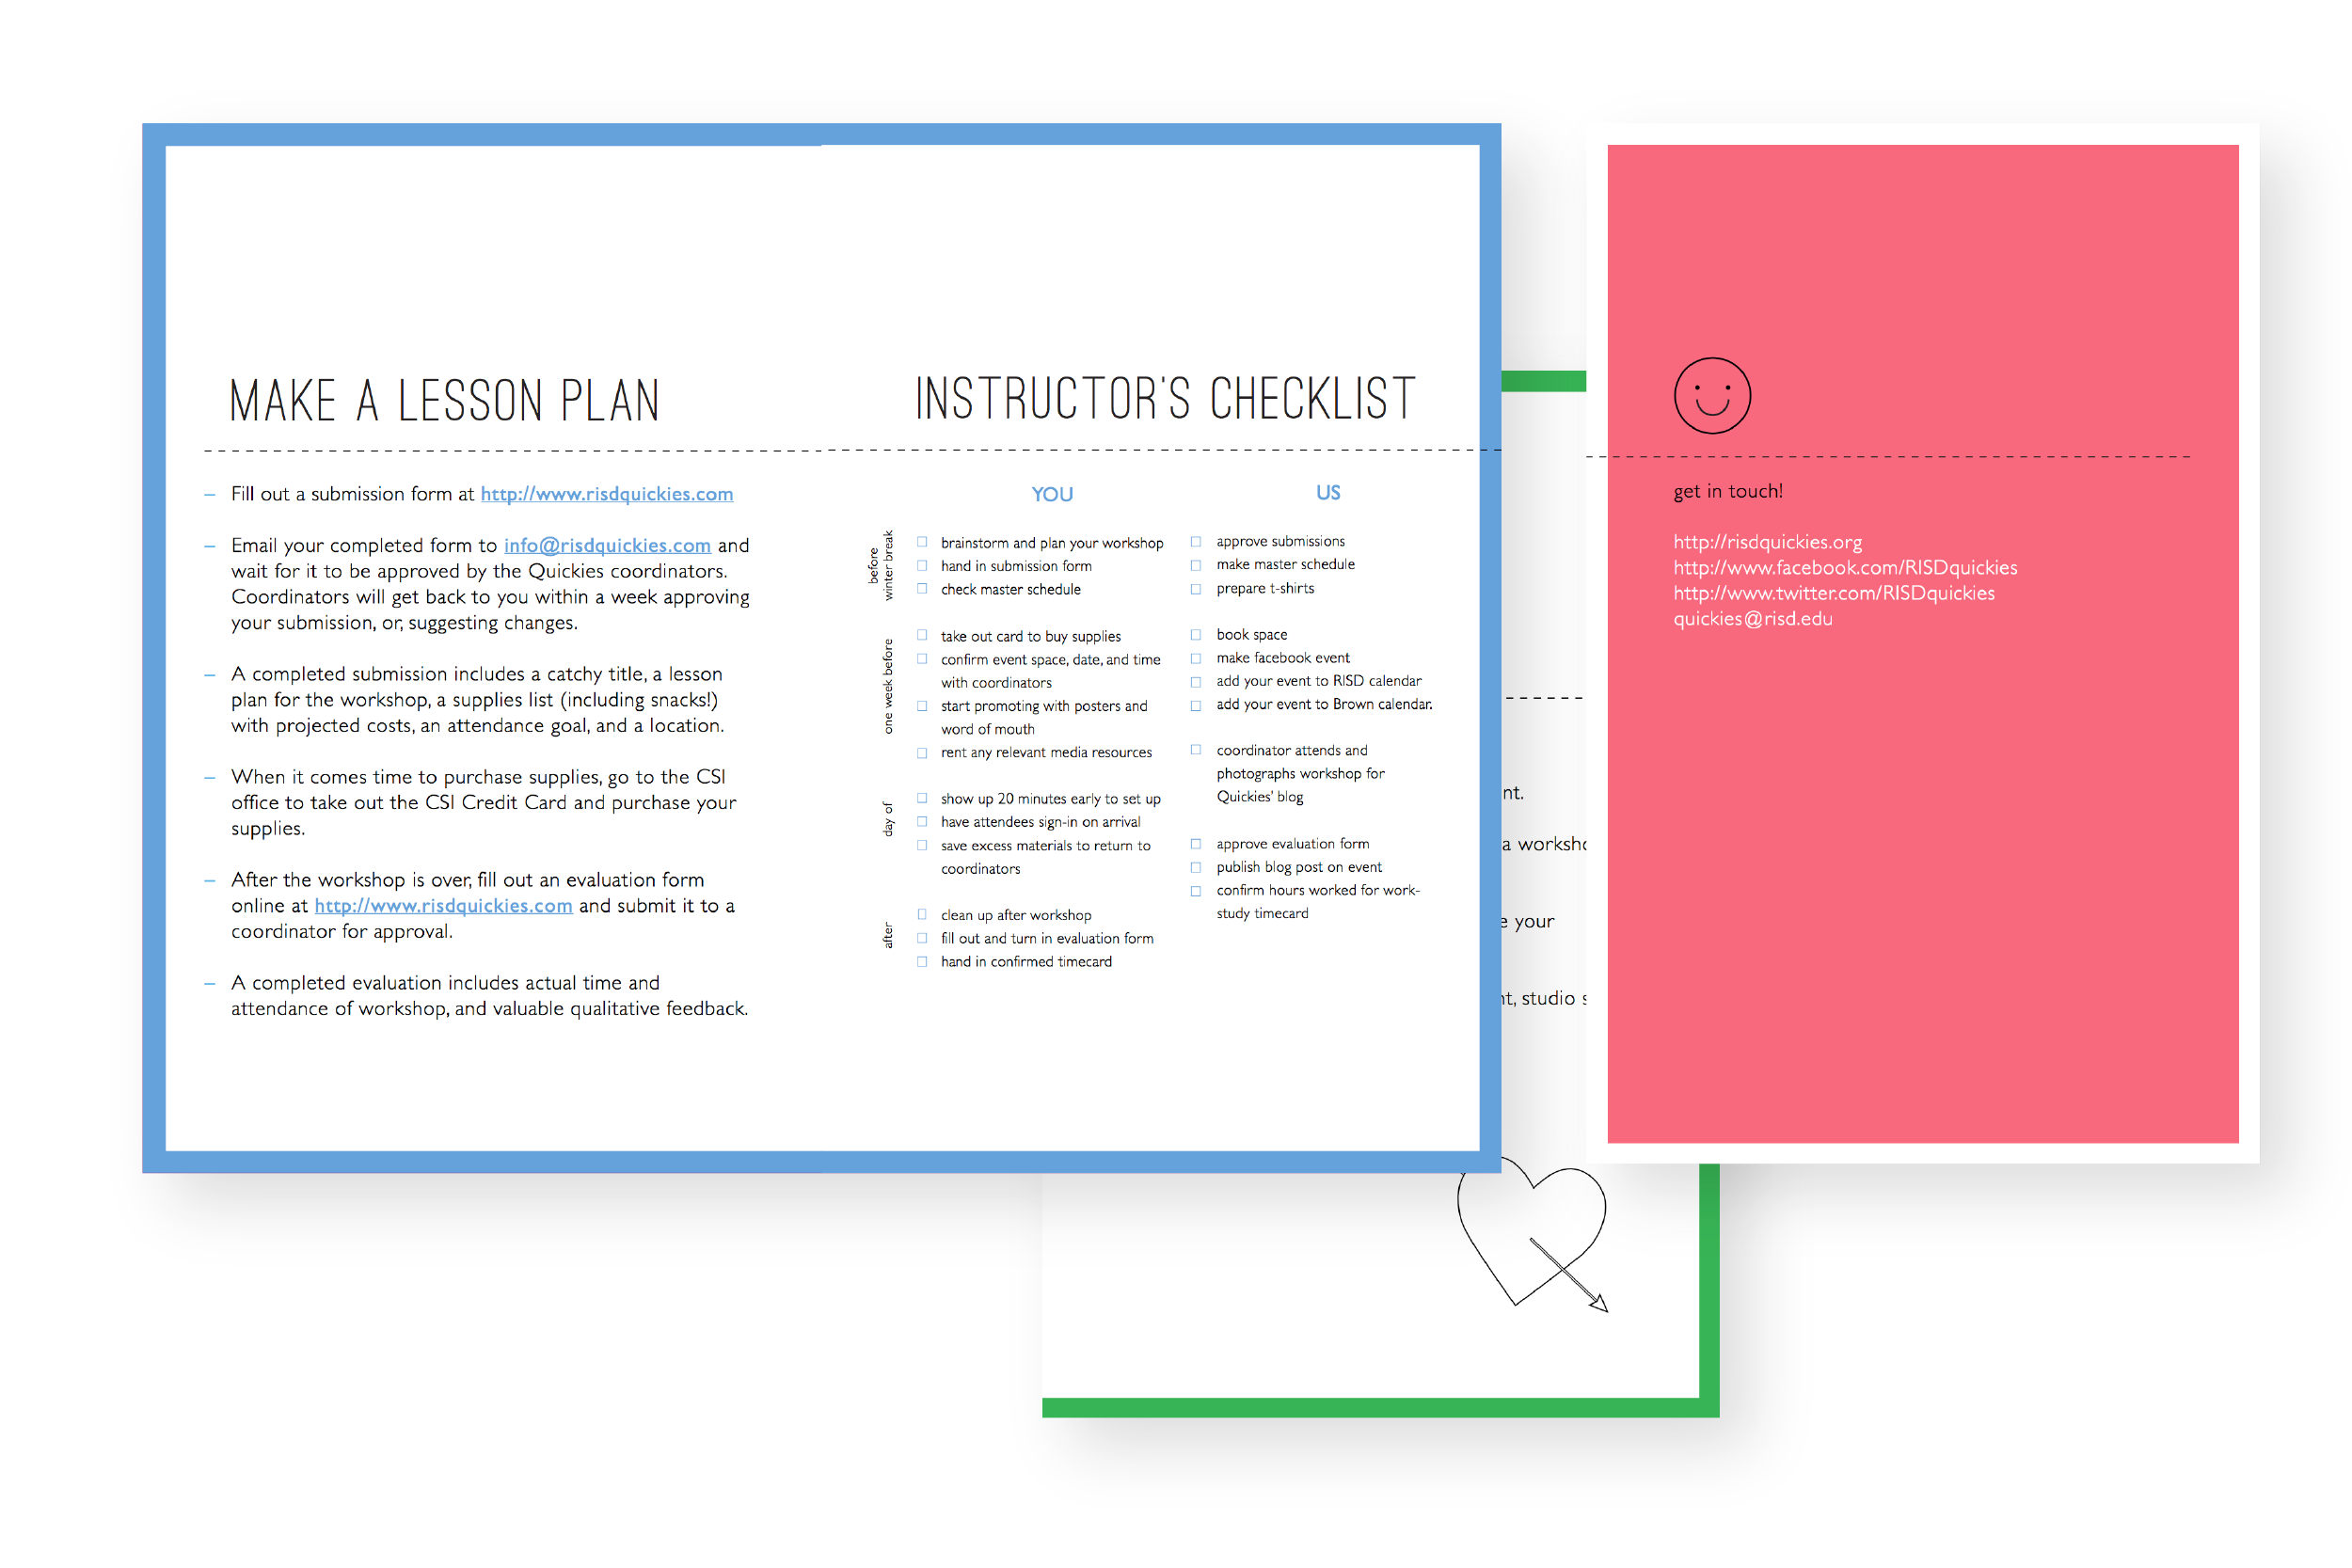 MAKE A LESSON PLAN
– Fill out a submission form at http://www.risdquickies.com
– Email your completed form to info@risdquickies.com and
wait for it to be approved by the Quickies coordinators.
Coordinators will get back to you within a week approving
your submission, or, suggesting changes.
– A completed submission includes a catchy title, a lesson
plan for the workshop, a supplies list (including snacks!)
with projected costs, an attendance goal, and a location.
– When it comes time to purchase supplies, go to the CSI
office to take out the CSI Credit Card and purchase your
supplies.
– After the workshop is over, fill out an evaluation form
online at http://www.risdquickies.com and submit it to a
coordinator for approval.
– A completed evaluation includes actual time and
attendance of workshop, and valuable qualitative feedback.
INSTRUCTOR'S CHECKLIST
YOU
before
winter break
brainstorm and plan your workshop
hand in submission form
check master schedule
one week before
take out card to buy supplies
confirm event space, date, and time
with coordinators
start promoting with posters and
word of mouth
rent any relevant media resources
day of
show up 20 minutes early to set up
have attendees sign-in on arrival
save excess materials to return to
coordinators
after
clean up after workshop
fill out and turn in evaluation form
hand in confirmed timecard
US
approve submissions
make master schedule
prepare t-shirts
book space
make facebook event
add your event to RISD calendar
add your event to Brown calendar.
coordinator attends and
photographs workshop for
Quickies' blog
approve evaluation form
publish blog post on event
confirm hours worked for work-
study timecard
nt.
a worksh
your
t, studio
get in touch!
http://risdquickies.org
http://www.facebook.com/RISDquickies
http://www.twitter.com/RISDquickies
quickies@risd.edu